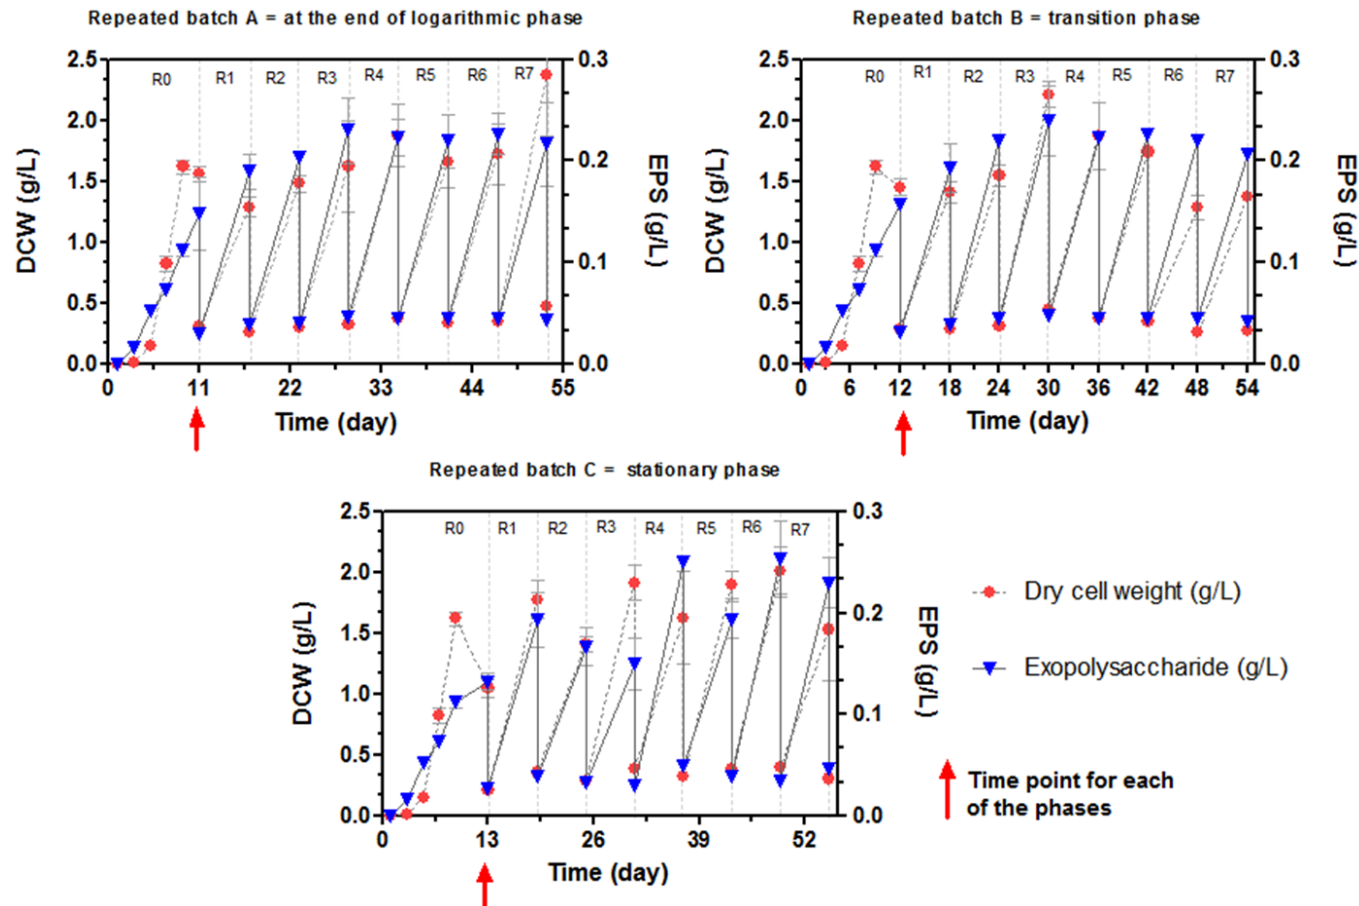 Repeated batch A = at the end of logarithmic phase
2.5
2.0
1.5
1.0
0.5
0.0
DCW (g/L)
R0 R1 R2 R3 R4 R5 R6 R7
0.3
0.2
0.1
0.0
EPS (g/L)
0 11 22 33 44 55
Time (day)
Repeated batch B = transition phase
2.5
2.0
1.5
1.0
0.5
0.0
DCW (g/L)
R0 R1 R2 R3 R4 R5 R6 R7
0.3
0.2
0.1
0.0
EPS (g/L)
0 6 12 18 24 30 36 42 48 54
Time (day)
Repeated batch C = stationary phase
2.5
2.0
1.5
1.0
0.5
0.0
DCW (g/L)
R0 R1 R2 R3 R4 R5 R6 R7
0.3
0.2
0.1
0.0
EPS (g/L)
0 13 26 39 52
Time (day)
Dry cell weight (g/L)
Exopolysaccharide (g/L)
Time point for each
of the phases